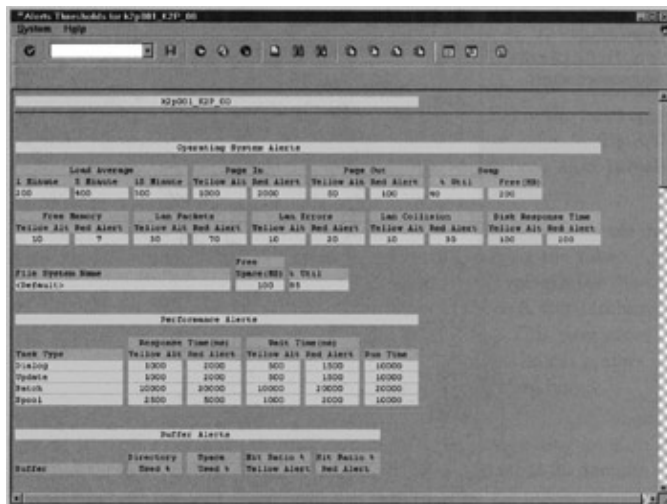 Alerts Thresholds for k2p001_K2P_00
System Help
k2p001_K2P_00
Operating System Alerts
Load Average Page In Page Out Swap
1 Minute 5 Minute 15 Minute Yellow Alt Red Alert Yellow Alt Red Alert % Util Free(MB)
200 400 500 1000 2000 50 100 90 200
Free Memory Lan Packets Lan Errors Lan Collision Disk Response Time
Yellow Alt Red Alert Yellow Alt Red Alert Yellow Alt Red Alert Yellow Alt Red Alert Yellow Alt Red Alert
10 7 50 70 10 20 10 100 200
Free
File System Name Space(MB) % Util
<Default> 100 85
Performance Alerts
Response Time(ms) Wait Time(ms)
Task Type Yellow Alt Red Alert Yellow Alt Red Alert Run Time
Dialog 1000 2000 500 1500 10000
Update 1000 2000 500 1500 10000
Batch 10000 20000 10000 20000 20000
Spool 2500 5000 1000 2000 10000
Buffer Alerts
Directory Space Hit Ratio % Hit Ratio %
Buffer Used % Used % Yellow Alert Red Alert